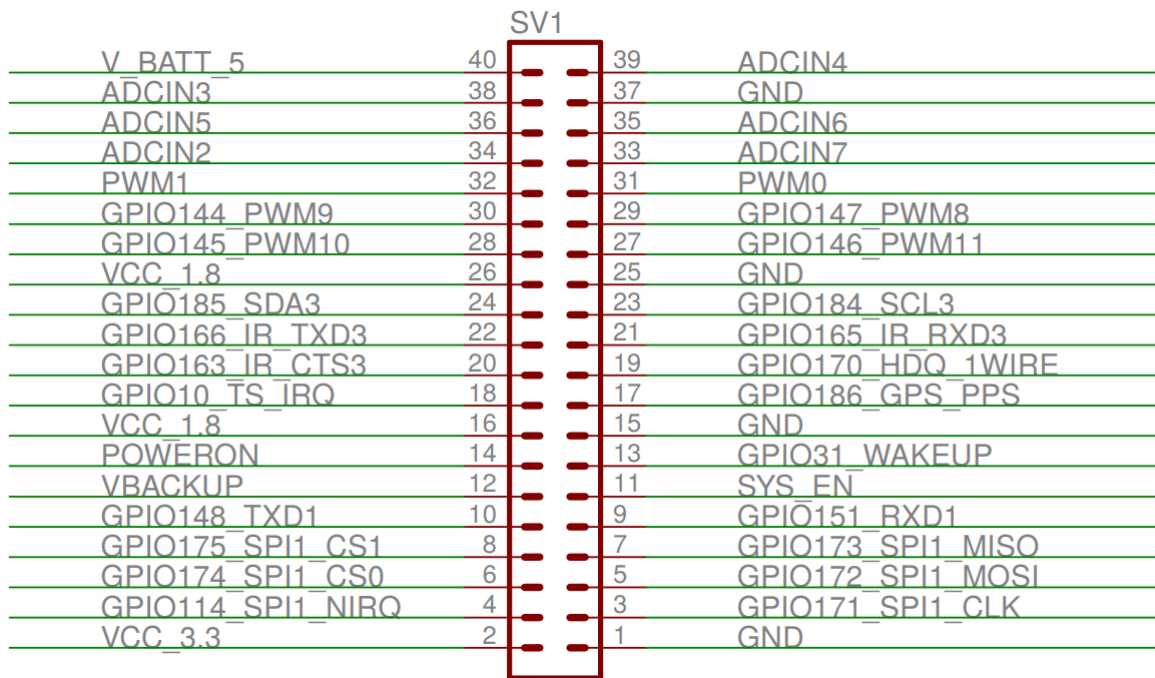 SV1
V_BATT_5 40 39 ADCIN4
ADCIN3 38 37 GND
ADCIN5 36 35 ADCIN6
ADCIN2 34 33 ADCIN7
PWM1 32 31 PWM0
GPIO144_PWM9 30 29 GPIO147_PWM8
GPIO145_PWM10 28 27 GPIO146_PWM11
VCC_1.8 26 25 GND
GPIO185_SDA3 24 23 GPIO184_SCL3
GPIO166_IR_TXD3 22 21 GPIO165_IR_RXD3
GPIO163_IR_CTS3 20 19 GPIO170_HDQ_1WIRE
GPIO10_TS_IRQ 18 17 GPIO186_GPS_PPS
VCC_1.8 16 15 GND
POWERON 14 13 GPIO31_WAKEUP
VBACKUP 12 11 SYS_EN
GPIO148_TXD1 10 9 GPIO151_RXD1
GPIO175_SPI1_CS1 8 7 GPIO173_SPI1_MISO
GPIO174_SPI1_CS0 6 5 GPIO172_SPI1_MOSI
GPIO114_SPI1_NIRQ 4 3 GPIO171_SPI1_CLK
VCC_3.3 2 1 GND